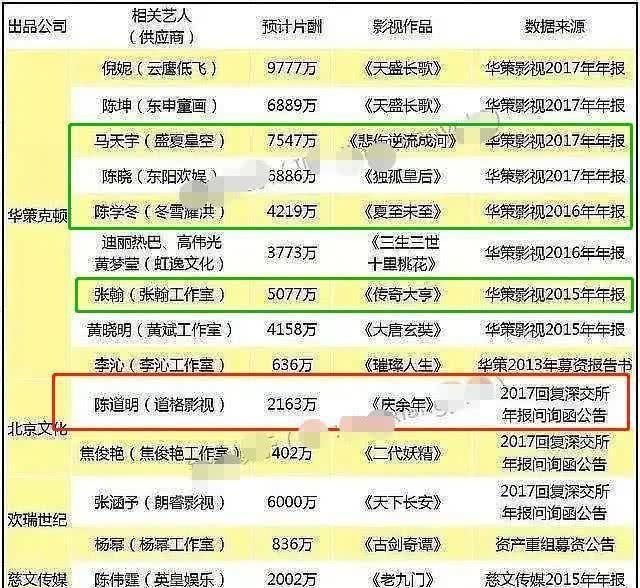 出品公司 相关艺人（供应商） 预计片酬 影视作品 数据来源
华策克顿
倪妮（云鹰低飞） 9777万 《天盛长歌》 华策影视2017年年报
陈坤（东申童画） 6889万 《天盛长歌》 华策影视2017年年报
马天宇（盛夏星空） 7547万 《悲伤逆流成河》 华策影视2017年年报
陈晓（东阳欢娱） 6886万 《独孤皇后》 华策影视2017年年报
陈学冬（冬雪耀洪） 4219万 《夏至未至》 华策影视2016年年报
迪丽热巴、高伟光 黄梦莹（虹逸文化） 3773万 《三生三世十里桃花》 华策影视2016年年报
张翰（张翰工作室） 5077万 《传奇大亨》 华策影视2015年年报
黄晓明（黄斌工作室） 4158万 《大唐玄奘》 华策影视2015年年报
李沁（李沁工作室） 636万 《璀璨人生》 华策2013年募资报告书
北京文化
陈道明（道格影视） 2163万 《庆余年》 2017回复深交所年报问询函公告
焦俊艳（焦俊艳工作室） 402万 《二代妖精》 2017回复深交所年报问询函公告
欢瑞世纪
张涵予（朗睿影视） 6000万 《天下长安》 2017回复深交所年报问询函公告
杨幂（杨幂工作室） 836万 《古剑奇谭》 资产重组募资公告
慈文传媒 陈伟霆（英皇娱乐） 2002万 《老九门》 慈文传媒2015年年报